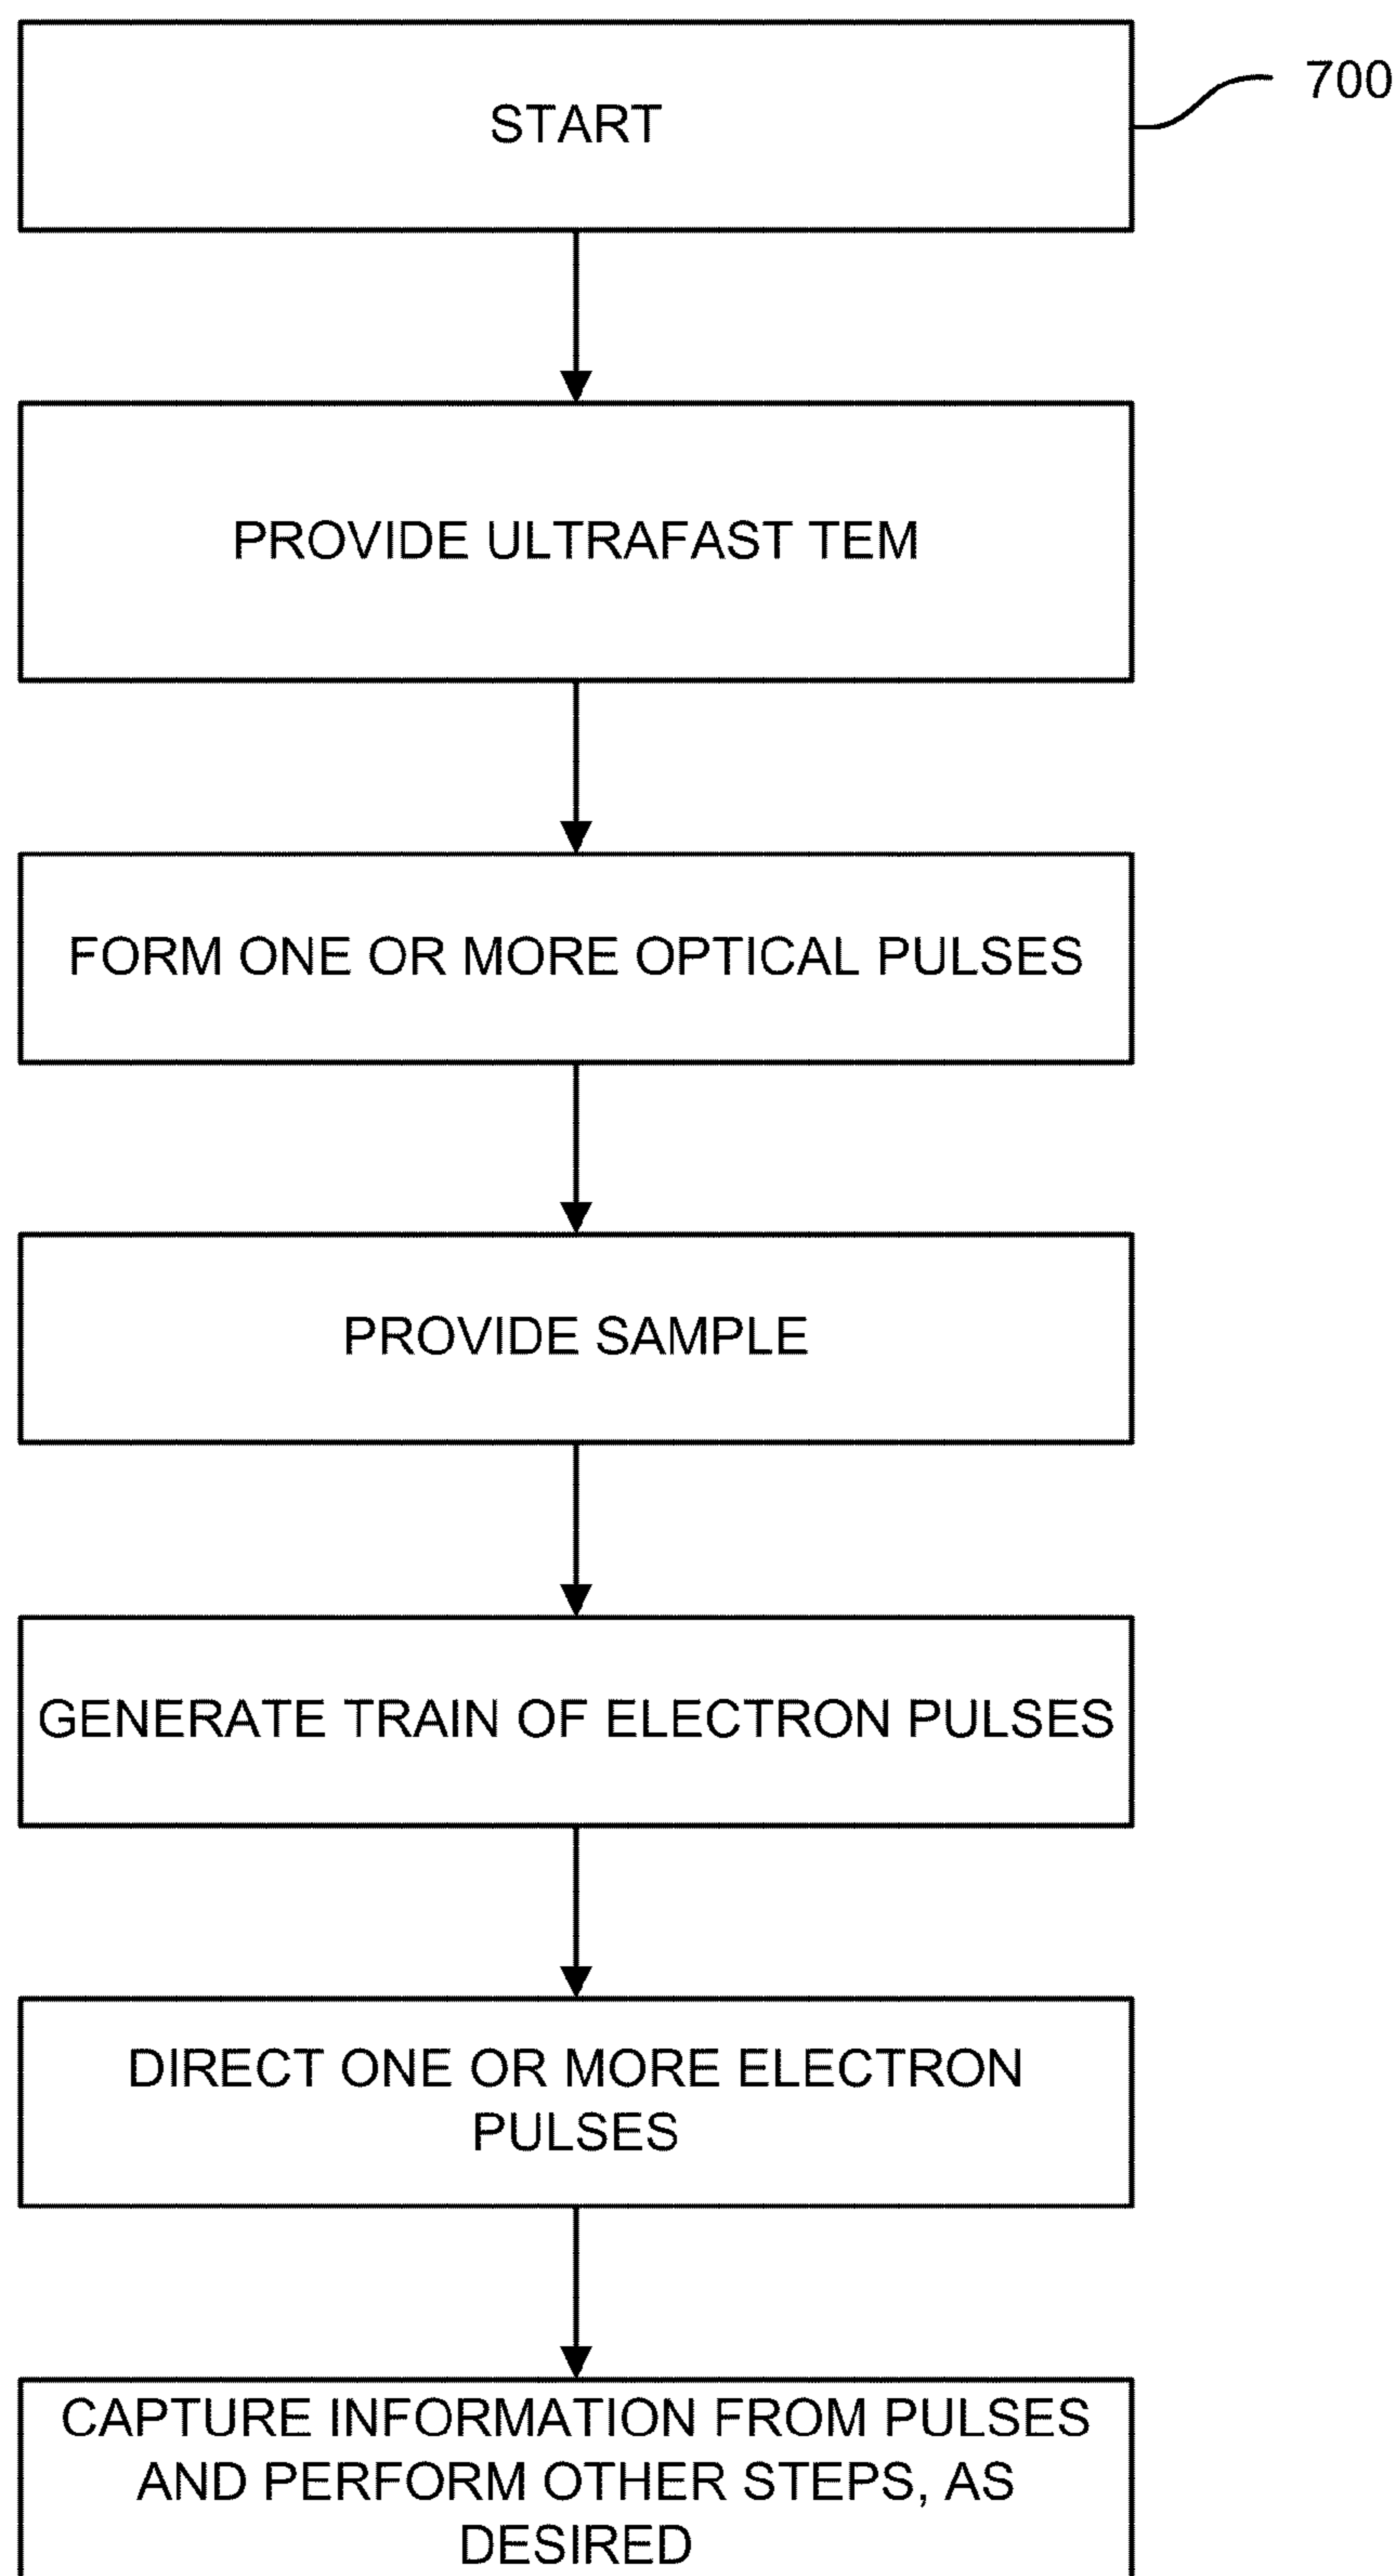 START
700
PROVIDE ULTRAFAST TEM
FORM ONE OR MORE OPTICAL PULSES
PROVIDE SAMPLE
GENERATE TRAIN OF ELECTRON PULSES
DIRECT ONE OR MORE ELECTRON
PULSES
CAPTURE INFORMATION FROM PULSES
AND PERFORM OTHER STEPS, AS
DESIRED